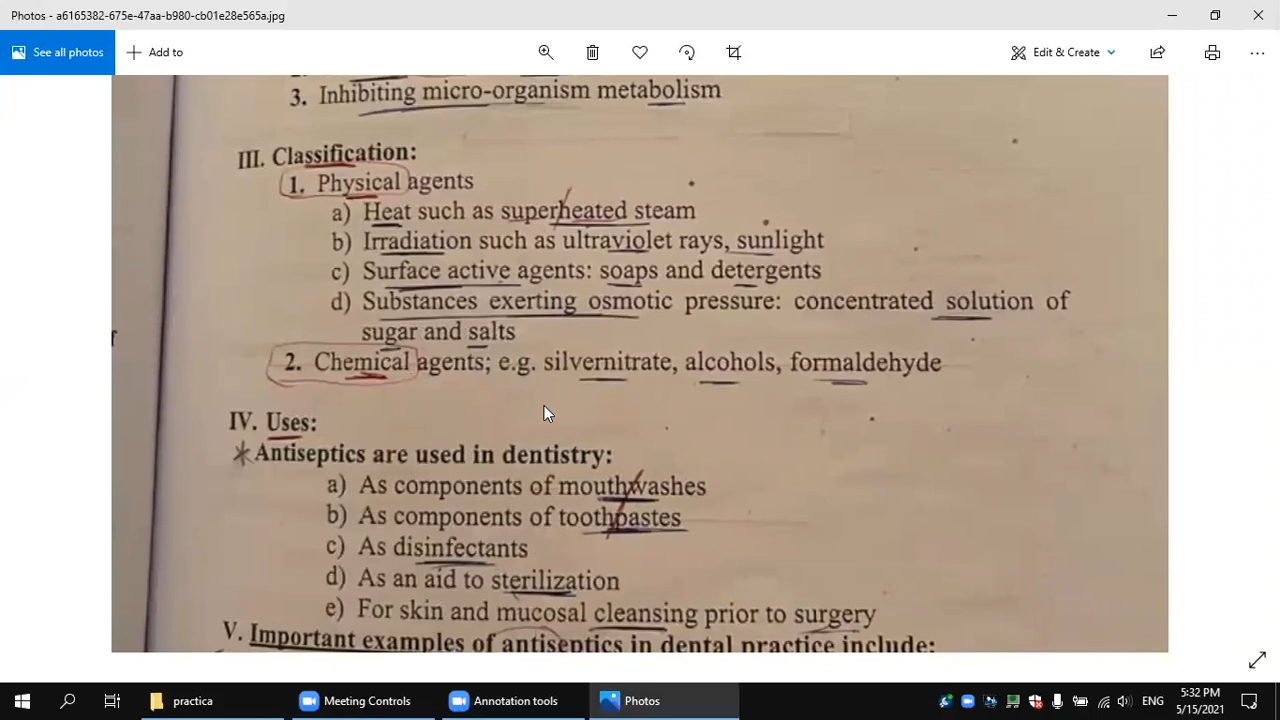 Photos - a6165382-675e-47aa-b980-cb01e28e565a.jpg
See all photos
Add to
Edit & Create
3. Inhibiting micro-organism metabolism
III. Classification:
1. Physical agents
a) Heat such as superheated steam
b) Irradiation such as ultraviolet rays, sunlight
c) Surface active agents: soaps and detergents
d) Substances exerting osmotic pressure: concentrated solution of
sugar and salts
2. Chemical agents; e.g. silvernitrate, alcohols, formaldehyde
IV. Uses:
*Antiseptics are used in dentistry:
a) As components of mouthwashes
b) As components of toothpastes
c) As disinfectants
d) As an aid to sterilization
e) For skin and mucosal cleansing prior to surgery
V. Important examples of antiseptics in dental practice include:
practica
Meeting Controls
Annotation tools
Photos
ENG
5:32 PM
5/15/2021